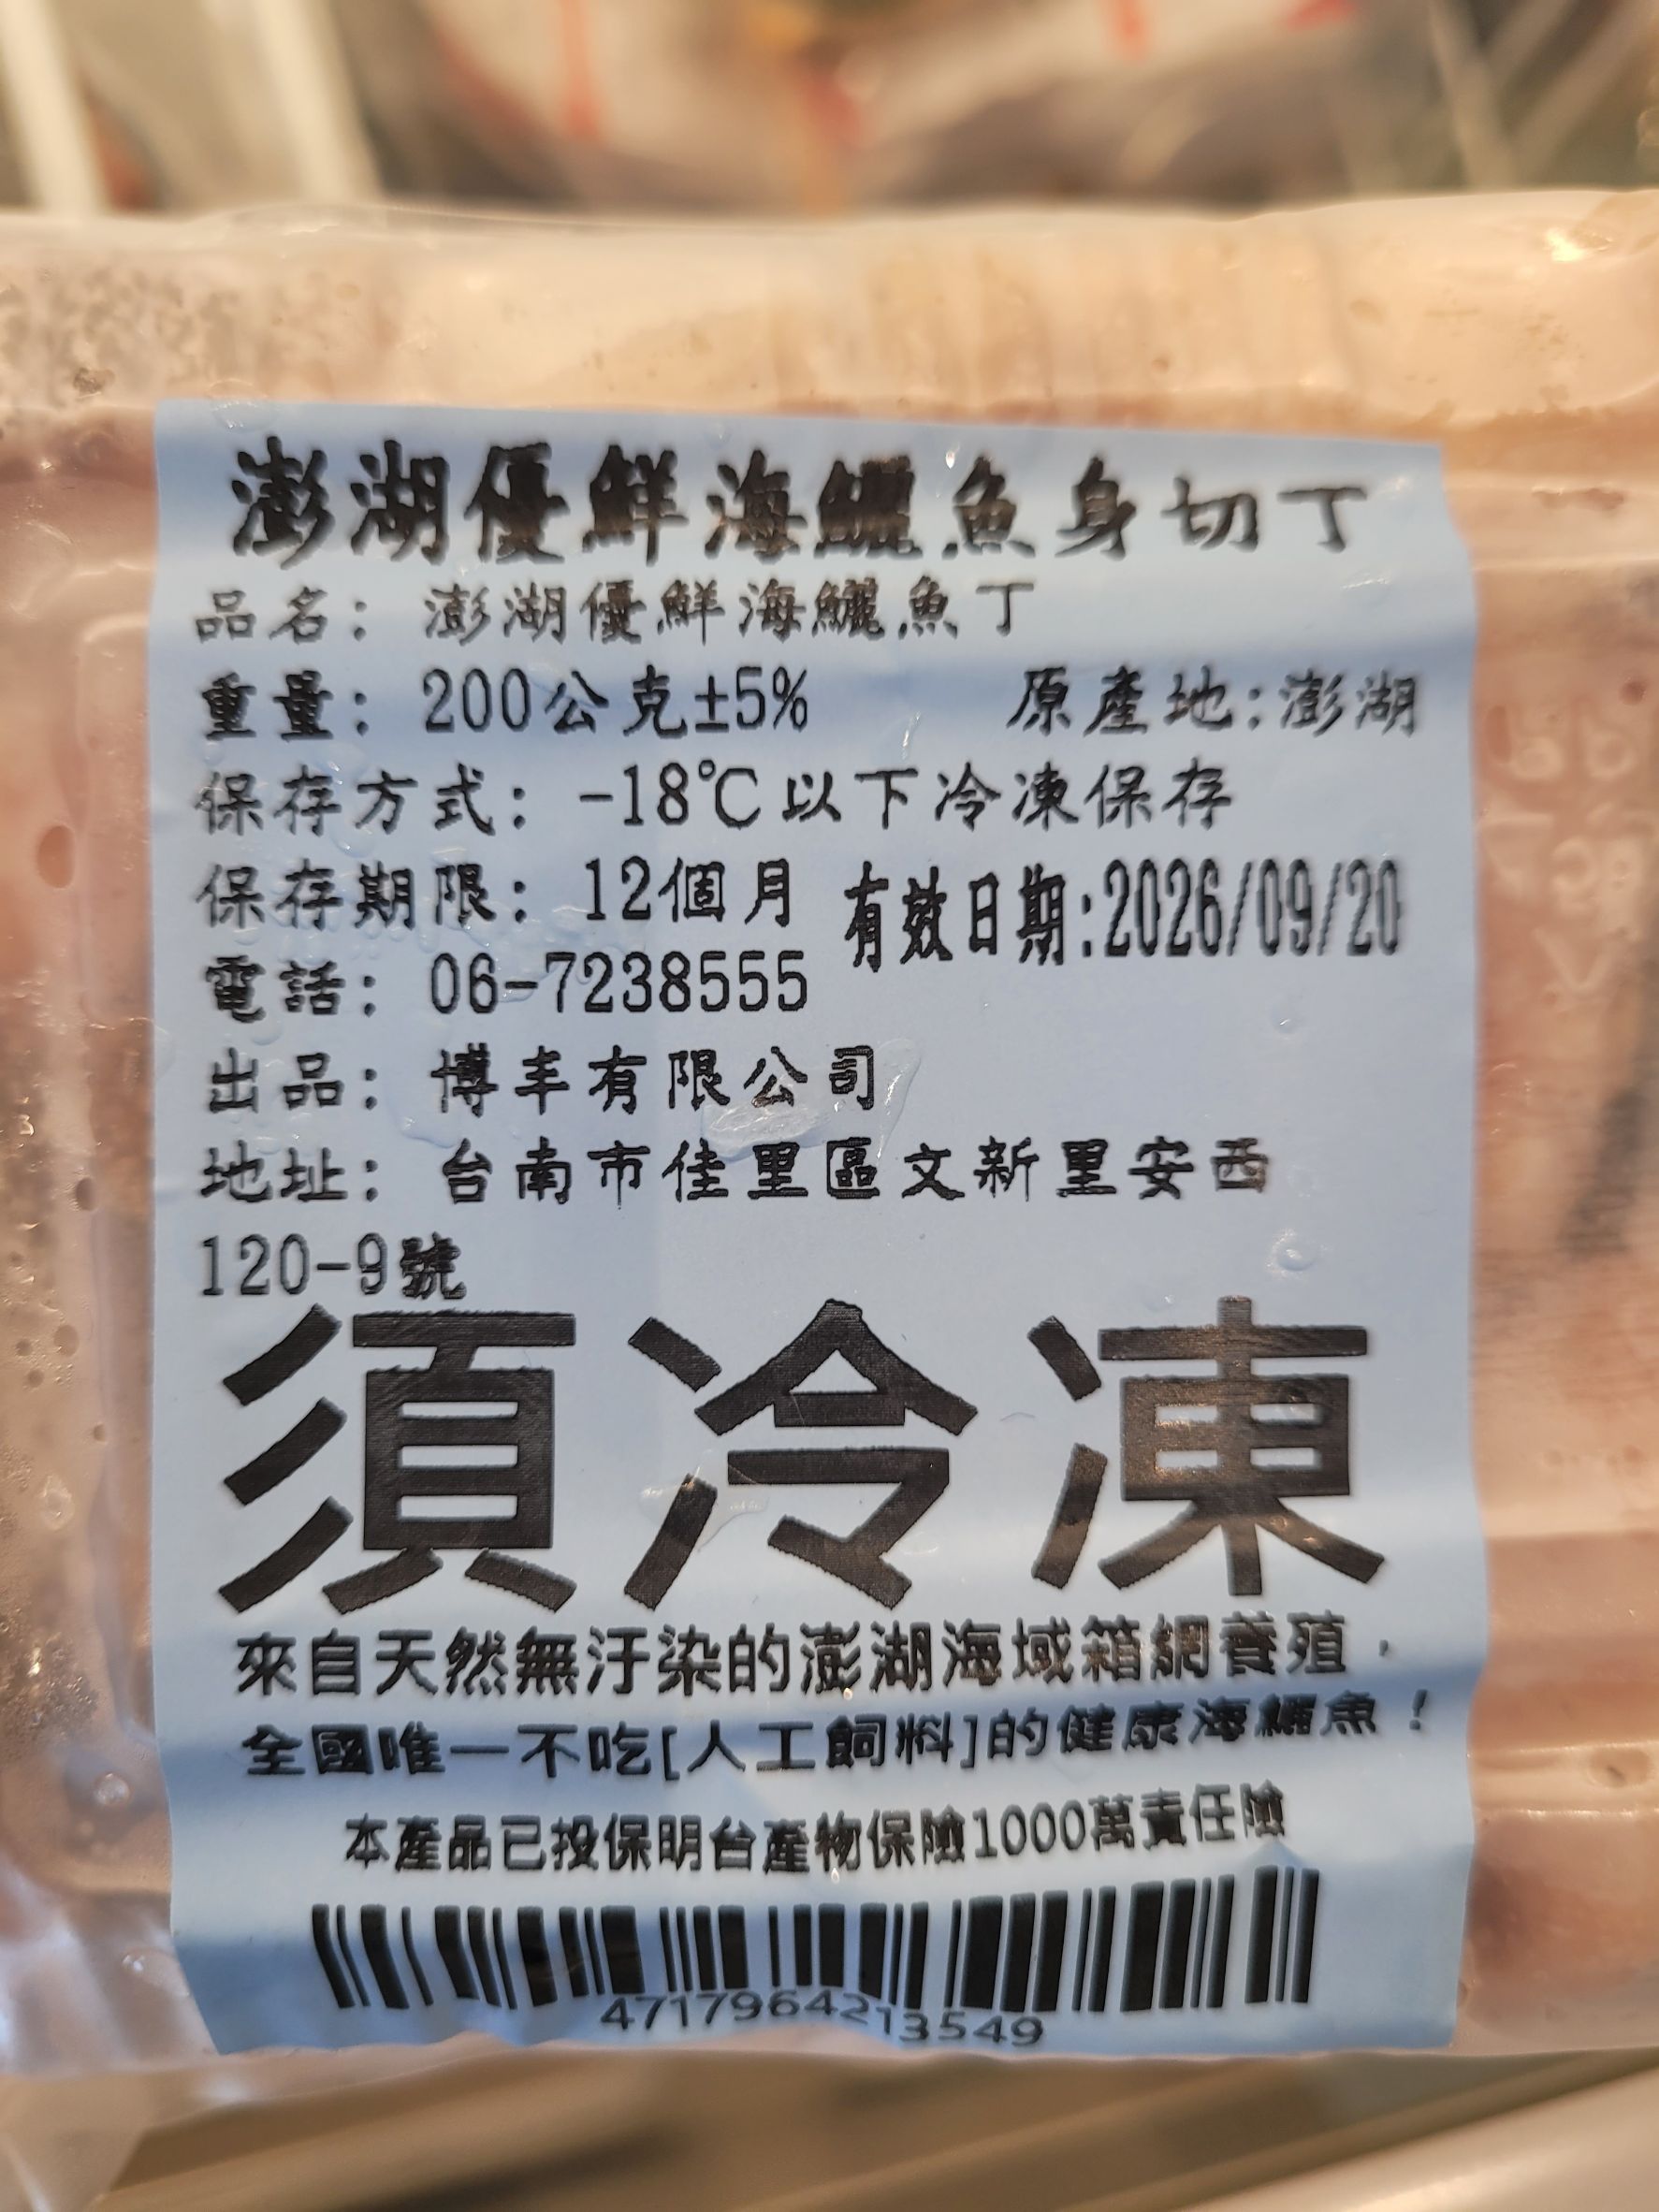 澎湖優鮮海鱺魚身切丁
品名：澎湖優鮮海鱺魚丁
重量：200公克±5% 原產地:澎湖
保存方式：-18℃以下冷凍保存
保存期限：12個月 有效日期:2026/09/20
電話：06-7238555
出品：博丰有限公司
地址：台南市佳里區文新里安西
120-9號
須冷凍
來自天然無汙染的澎湖海域箱網養殖，
全國唯一不吃[人工飼料]的健康海鱺魚！
本產品已投保明台產物保險1000萬責任險
4717964213549